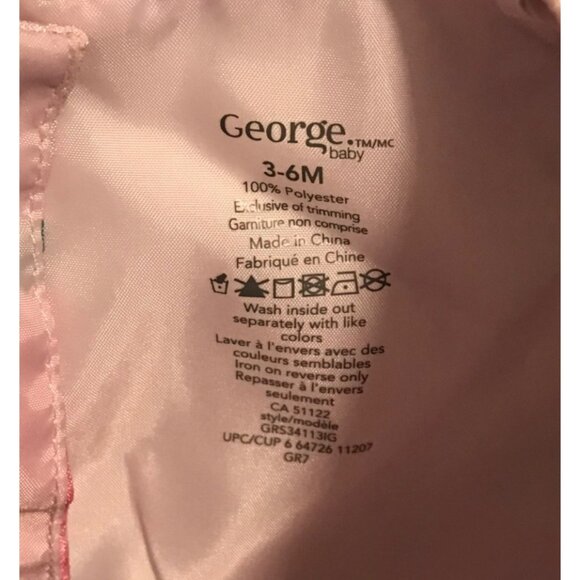 George.TM/MC
baby
3-6M
100% Polyester
Exclusive of trimming
Garniture non comprise
Made in China
Fabriqué en Chine
Wash inside out
separately with like
colors
Laver à l'envers avec des
couleurs semblables
Iron on reverse only
Repasser à l'envers
seulement
CA 51122
style/modèle
GRS34113IG
UPC/CUP 6 64726 11207
GR7